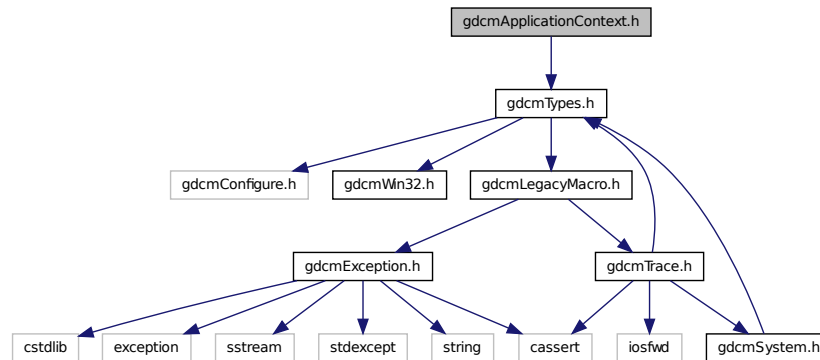 gdcmApplicationContext.h
gdcmTypes.h
gdcmConfigure.h
gdcmWin32.h
gdcmLegacyMacro.h
gdcmException.h
gdcmTrace.h
cstdlib
exception
sstream
stdexcept
string
cassert
iosfwd
gdcmSystem.h